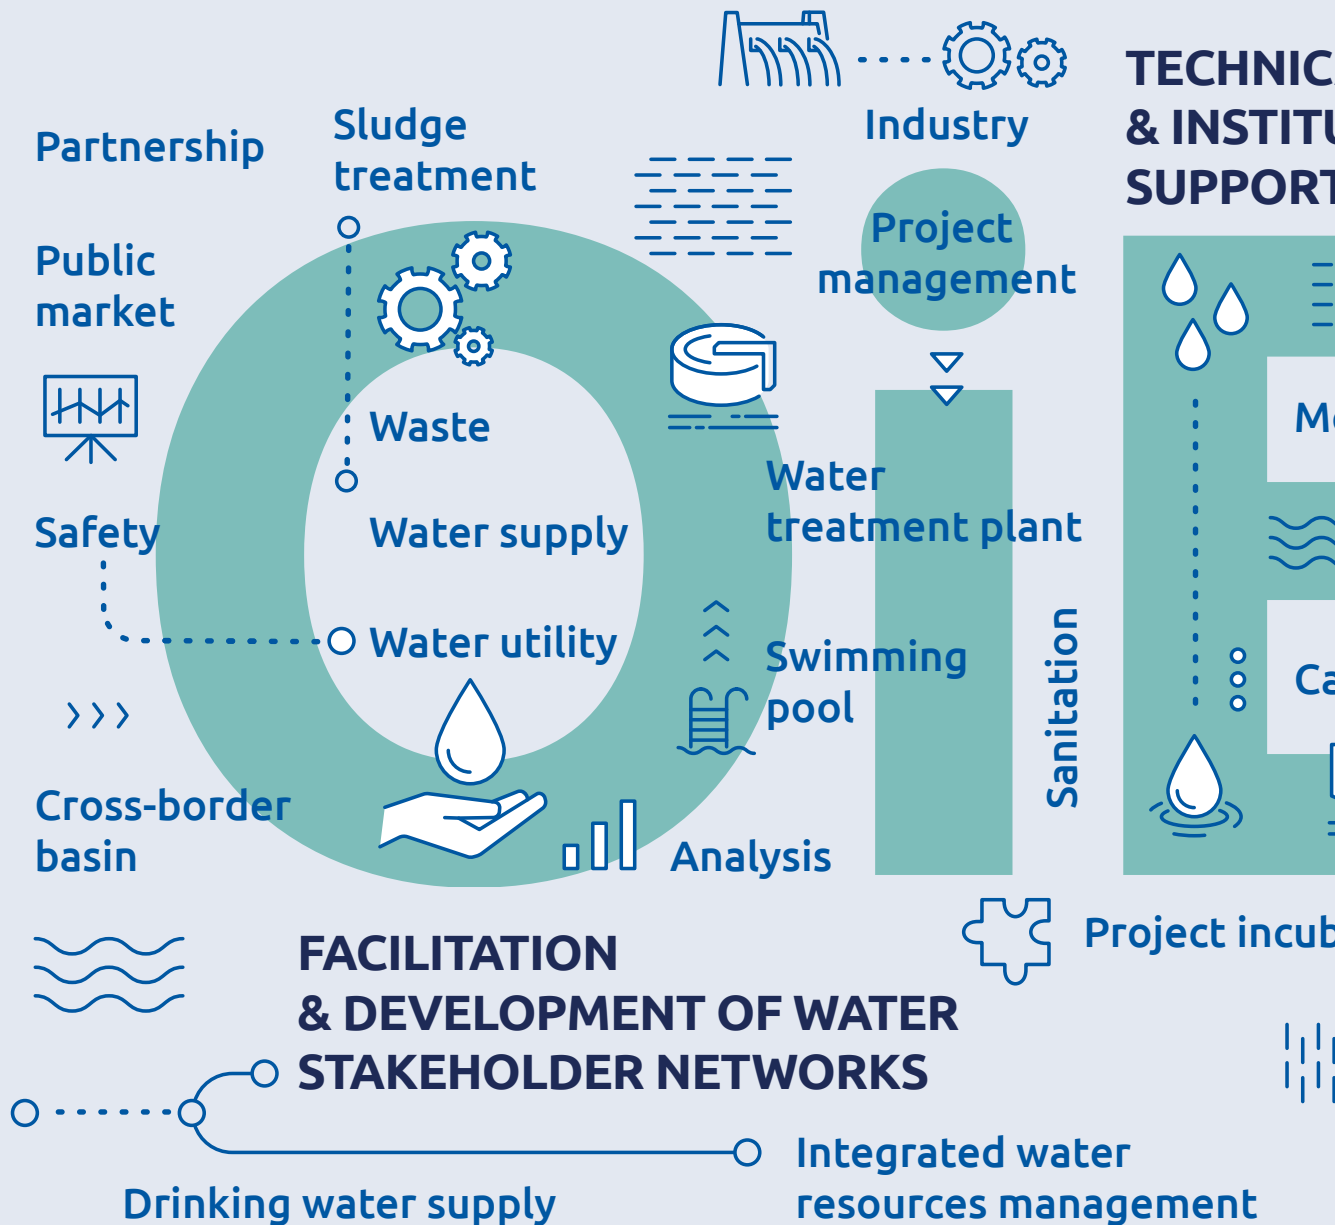 Partnership
Sludge
treatment
Industry
& INSTITU
SUPPORT
Public
market
Project
management
Waste
Water
treatment plant
Safety
Water supply
Water utility
Swimming
pool
Sanitation
Cross-border
basin
Analysis
FACILITATION
& DEVELOPMENT OF WATER
STAKEHOLDER NETWORKS
Project incub
Integrated water
resources management
Drinking water supply